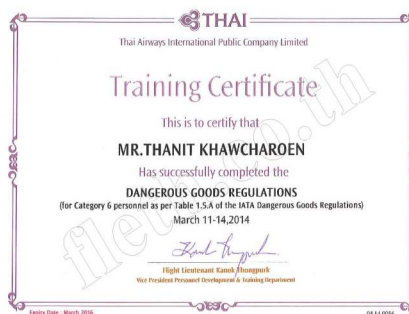 THAI
Thai Airways International Public Company Limited
Training Certificate
This is to certify that
MR.THANIT KHAWCHAROEN
Has successfully completed the
DANGEROUS GOODS REGULATIONS
(for Category 6 personnel as per Table 1.5.A of the IATA Dangerous Goods Regulations)
March 11-14,2014
Flight Lieutenant Kanok Thongpurk
Vice President Personnel Development & Training Department
Expiry Date : March 2016
fleth.co.th